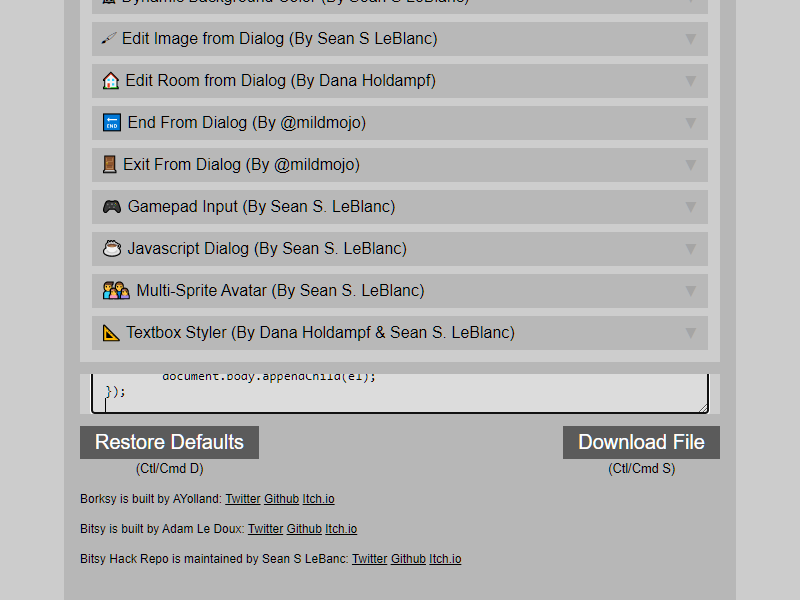 Dynamic Background Color (By Sean S LeBlanc)
Edit Image from Dialog (By Sean S LeBlanc)
Edit Room from Dialog (By Dana Holdampf)
End From Dialog (By @mildmojo)
Exit From Dialog (By @mildmojo)
Gamepad Input (By Sean S. LeBlanc)
Javascript Dialog (By Sean S. LeBlanc)
Multi-Sprite Avatar (By Sean S. LeBlanc)
Textbox Styler (By Dana Holdampf & Sean S. LeBlanc)
document.body.appendChild(el);
});
Restore Defaults
Download File
(Ctl/Cmd D)
(Ctl/Cmd S)
Borksy is built by AYolland: Twitter Github Itch.io
Bitsy is built by Adam Le Doux: Twitter Github Itch.io
Bitsy Hack Repo is maintained by Sean S LeBanc: Twitter Github Itch.io